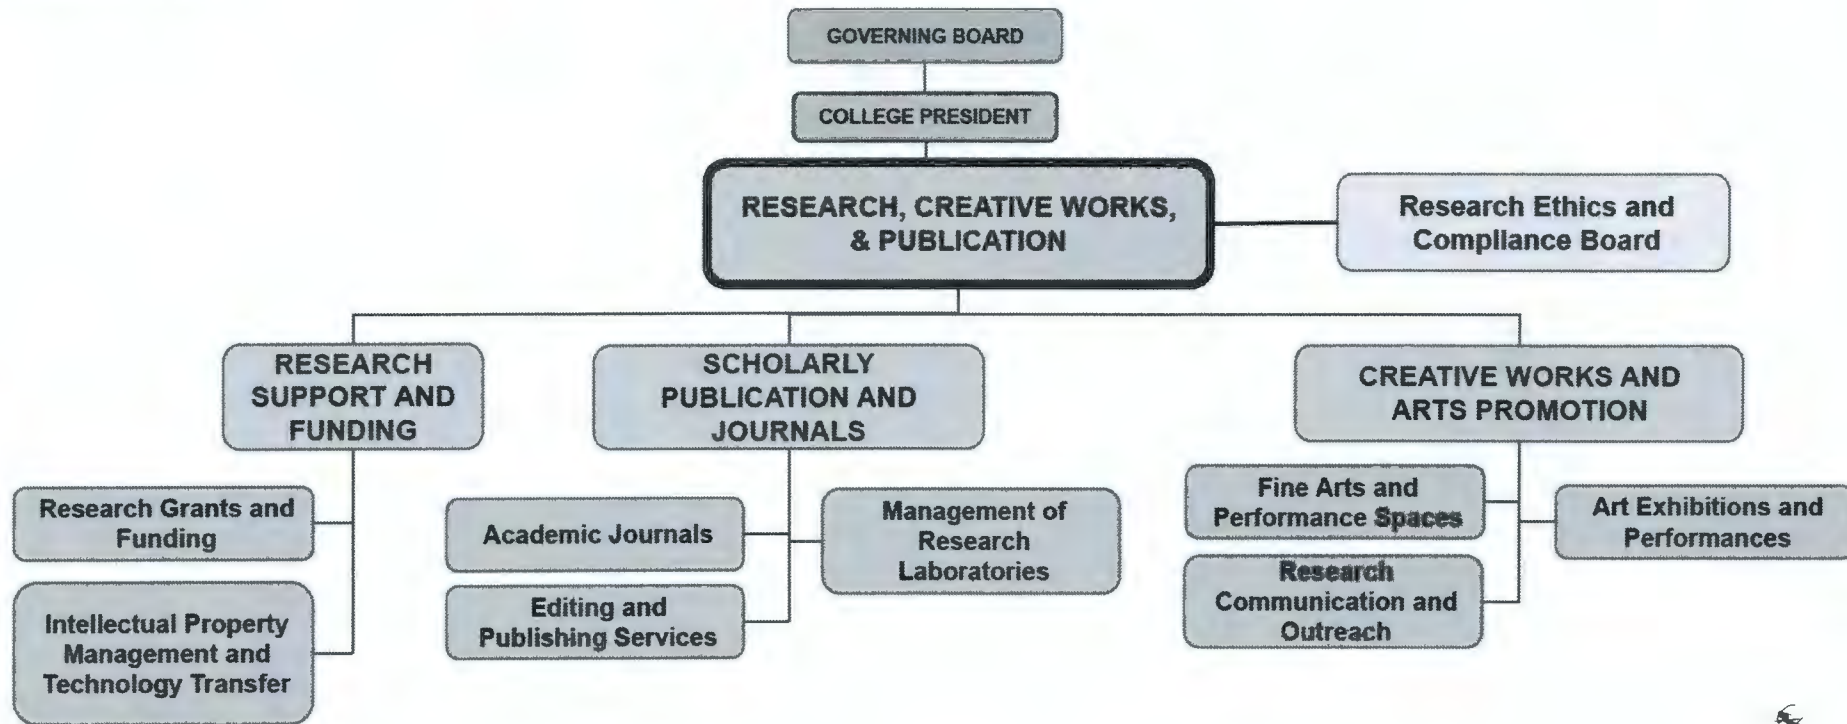 GOVERNING BOARD
COLLEGE PRESIDENT
RESEARCH, CREATIVE WORKS,
& PUBLICATION
Research Ethics and
Compliance Board
RESEARCH
SUPPORT AND
FUNDING
SCHOLARLY
PUBLICATION AND
JOURNALS
CREATIVE WORKS AND
ARTS PROMOTION
Research Grants and
Funding
Intellectual Property
Management and
Technology Transfer
Academic Journals
Editing and
Publishing Services
Management of
Research
Laboratories
Fine Arts and
Performance Spaces
Research
Communication and
Outreach
Art Exhibitions and
Performances